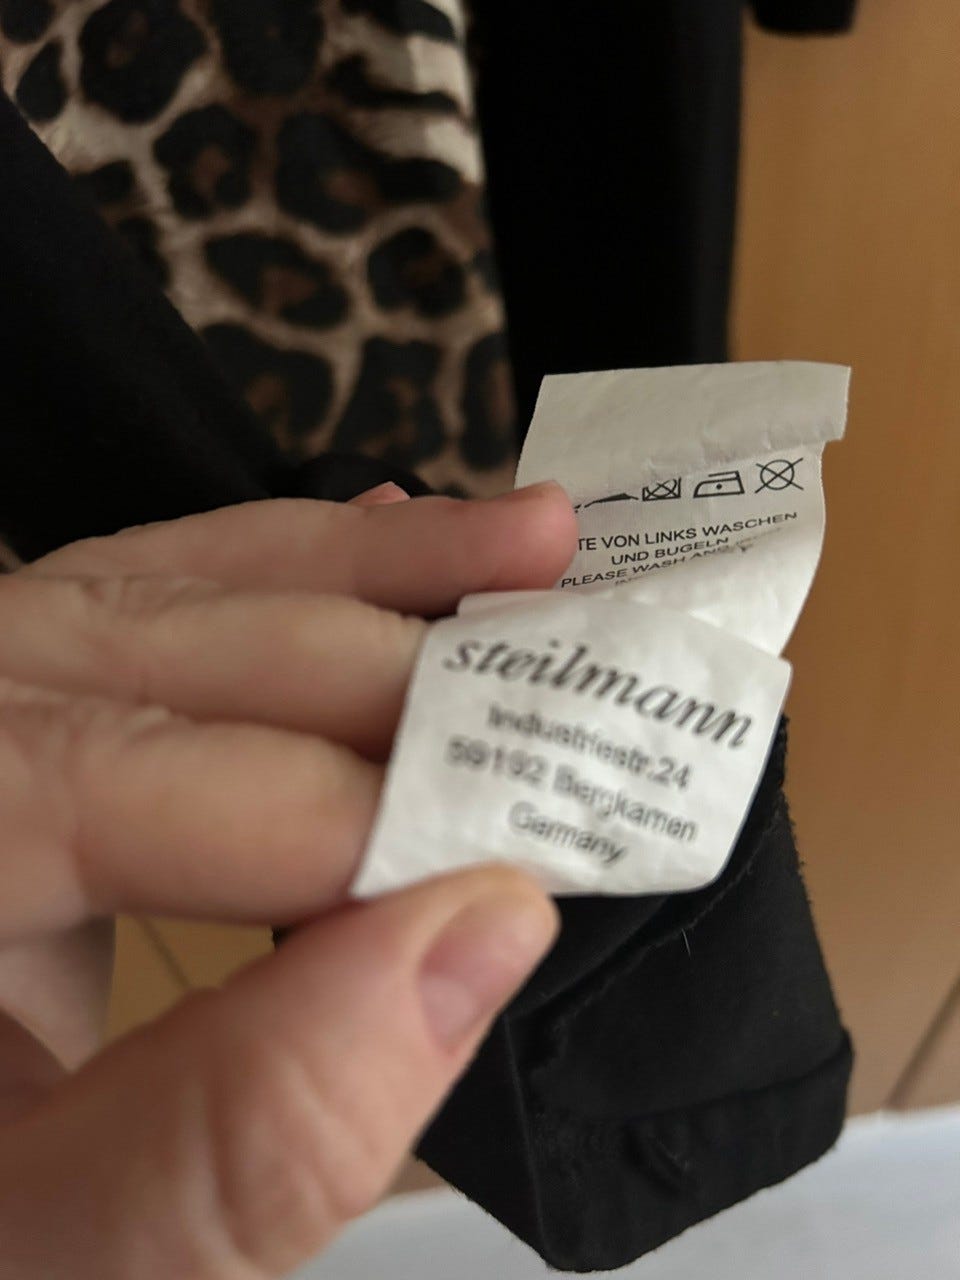 TE VON LINKS WASCHEN
UND BUGELN
PLEASE WASH AND
steilmann
Industriestr.24
59192 Bergkamen
Germany